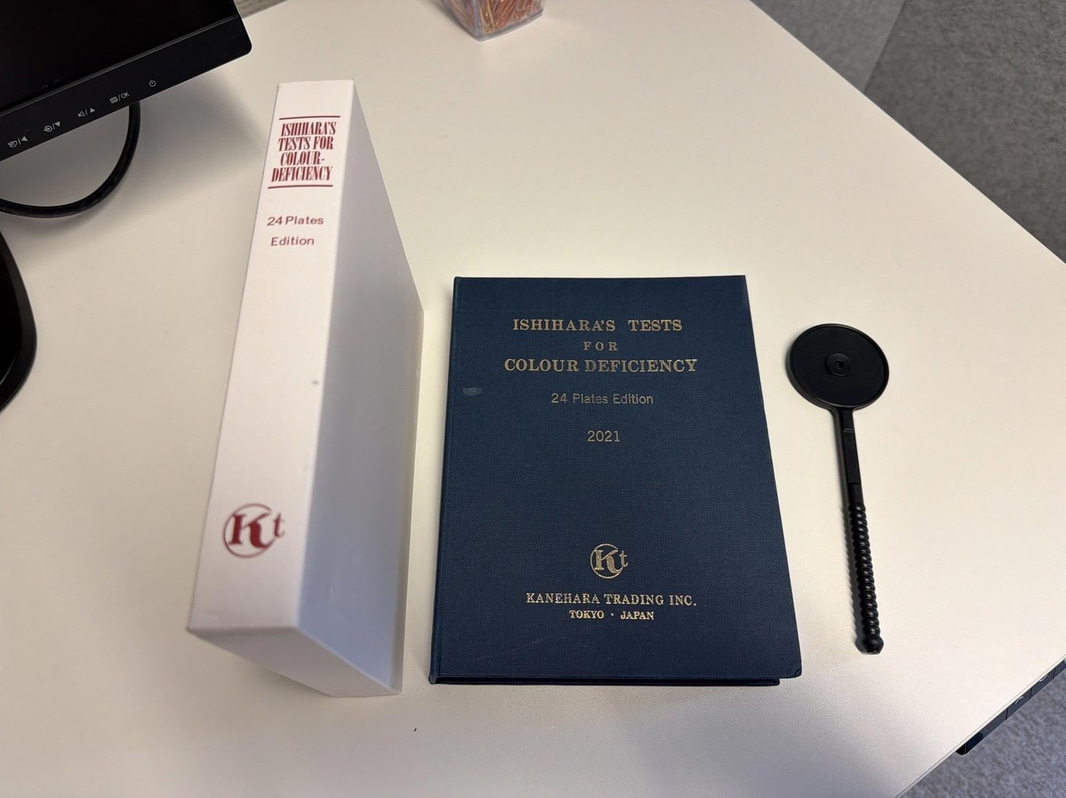 ISHIHARA'S
TESTS FOR
COLOUR-
DEFICIENCY
24 Plates
Edition
Kt
ISHIHARA'S TESTS
FOR
COLOUR DEFICIENCY
24 Plates Edition
2021
Kt
KANEHARA TRADING INC.
TOKYO · JAPAN